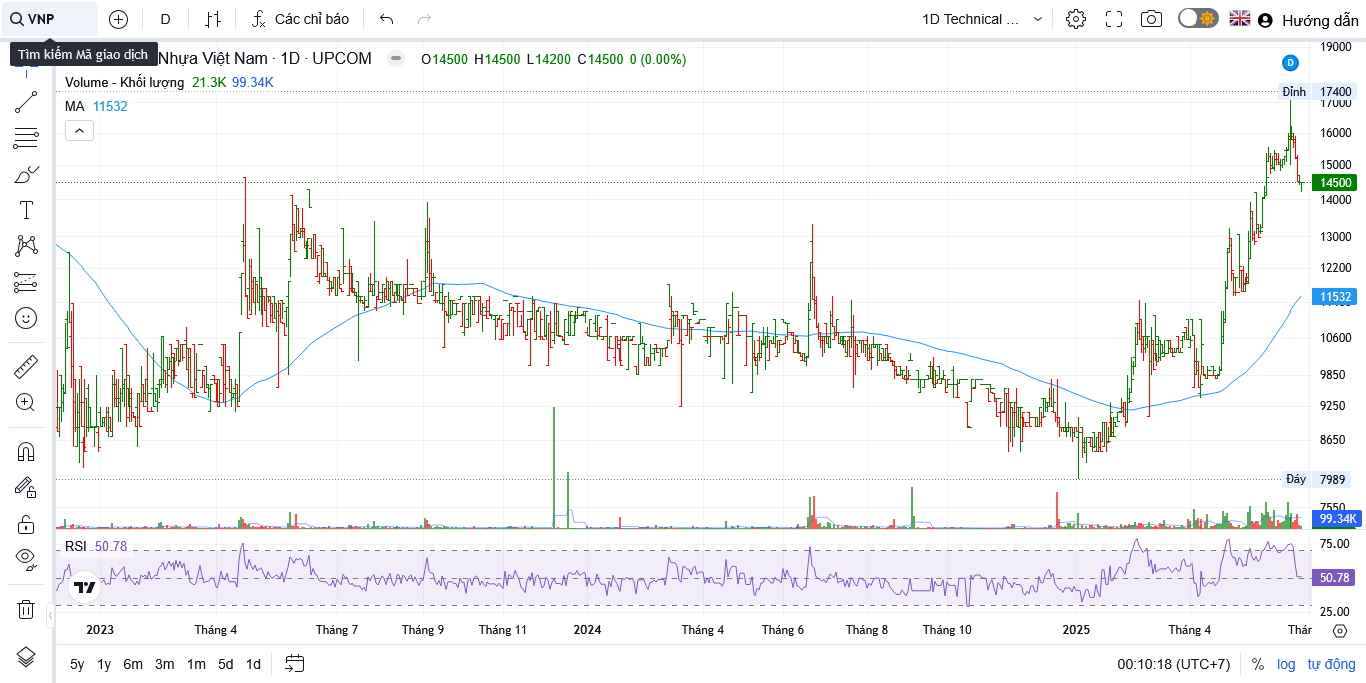 VNP
D
Các chỉ báo
1D Technical ...
Hướng dẫn
Tìm kiếm Mã giao dịch
Nhựa Việt Nam · 1D · UPCOM
O14500 H14500 L14200 C14500 0 (0.00%)
Volume - Khối lượng 21.3K 99.34K
MA 11532
D
19000
Đỉnh 17400
17000
16000
15000
14500
14000
13000
12200
11532
10600
9850
9250
8650
Đáy 7989
7550
99.34K
RSI 50.78
75.00
50.78
25.00
2023 Tháng 4 Tháng 7 Tháng 9 Tháng 11 2024 Tháng 4 Tháng 6 Tháng 8 Tháng 10 2025 Tháng 4 Thár
5y 1y 6m 3m 1m 5d 1d
00:10:18 (UTC+7) % log tự động